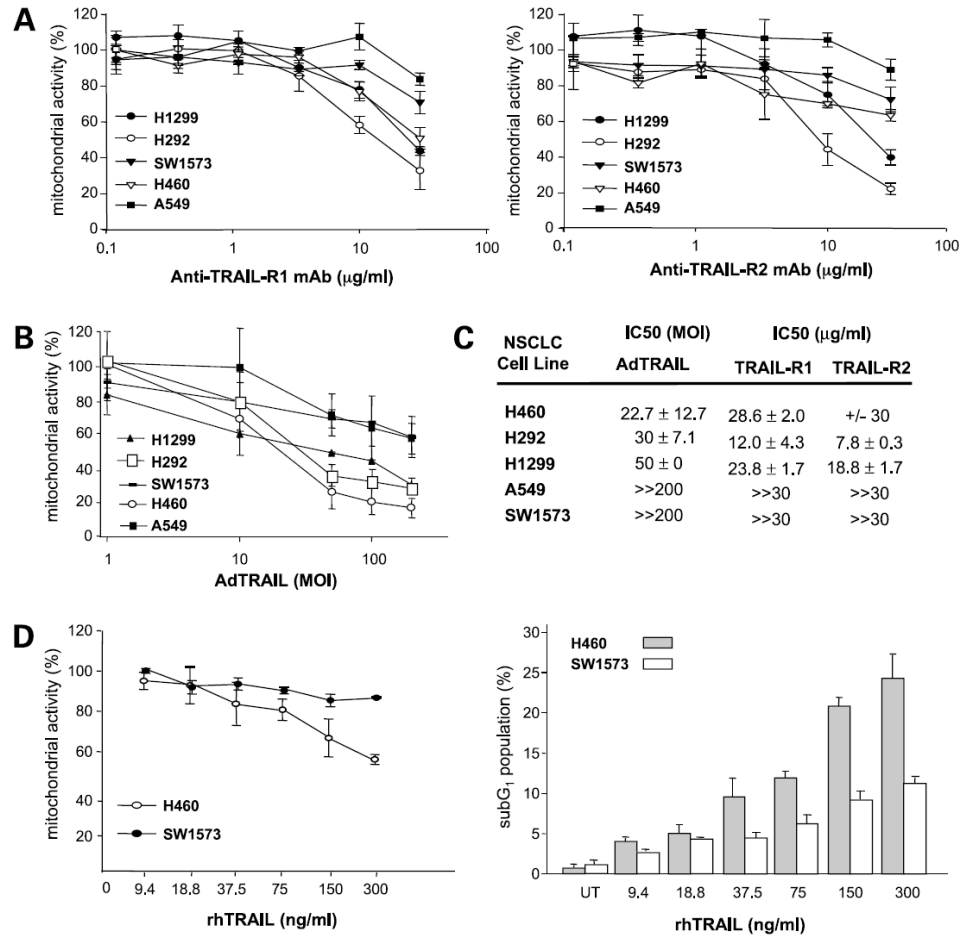 A
mitochondrial activity (%)
120
100
80
60
40
20
0
H1299
H292
SW1573
H460
A549
0.1
1
10
100
Anti-TRAIL-R1 mAb (µg/ml)
mitochondrial activity (%)
120
100
80
60
40
20
0
H1299
H292
SW1573
H460
A549
0.1
1
10
100
Anti-TRAIL-R2 mAb (µg/ml)
B
mitochondrial activity (%)
120
100
80
60
40
20
0
H1299
H292
SW1573
H460
A549
1
10
100
AdTRAIL (MOI)
C
NSCLC Cell Line
IC50 (MOI) IC50 (µg/ml)
AdTRAIL TRAIL-R1 TRAIL-R2
H460 22.7 ± 12.7 28.6 ± 2.0 +/- 30
H292 30 ± 7.1 12.0 ± 4.3 7.8 ± 0.3
H1299 50 ± 0 23.8 ± 1.7 18.8 ± 1.7
A549 >>200 >>30 >>30
SW1573 >>200 >>30 >>30
D
mitochondrial activity (%)
120
100
80
60
40
20
H460
SW1573
0 9.4 18.8 37.5 75 150 300
rhTRAIL (ng/ml)
subG1 population (%)
30
25
20
15
10
5
0
H460
SW1573
UT 9.4 18.8 37.5 75 150 300
rhTRAIL (ng/ml)